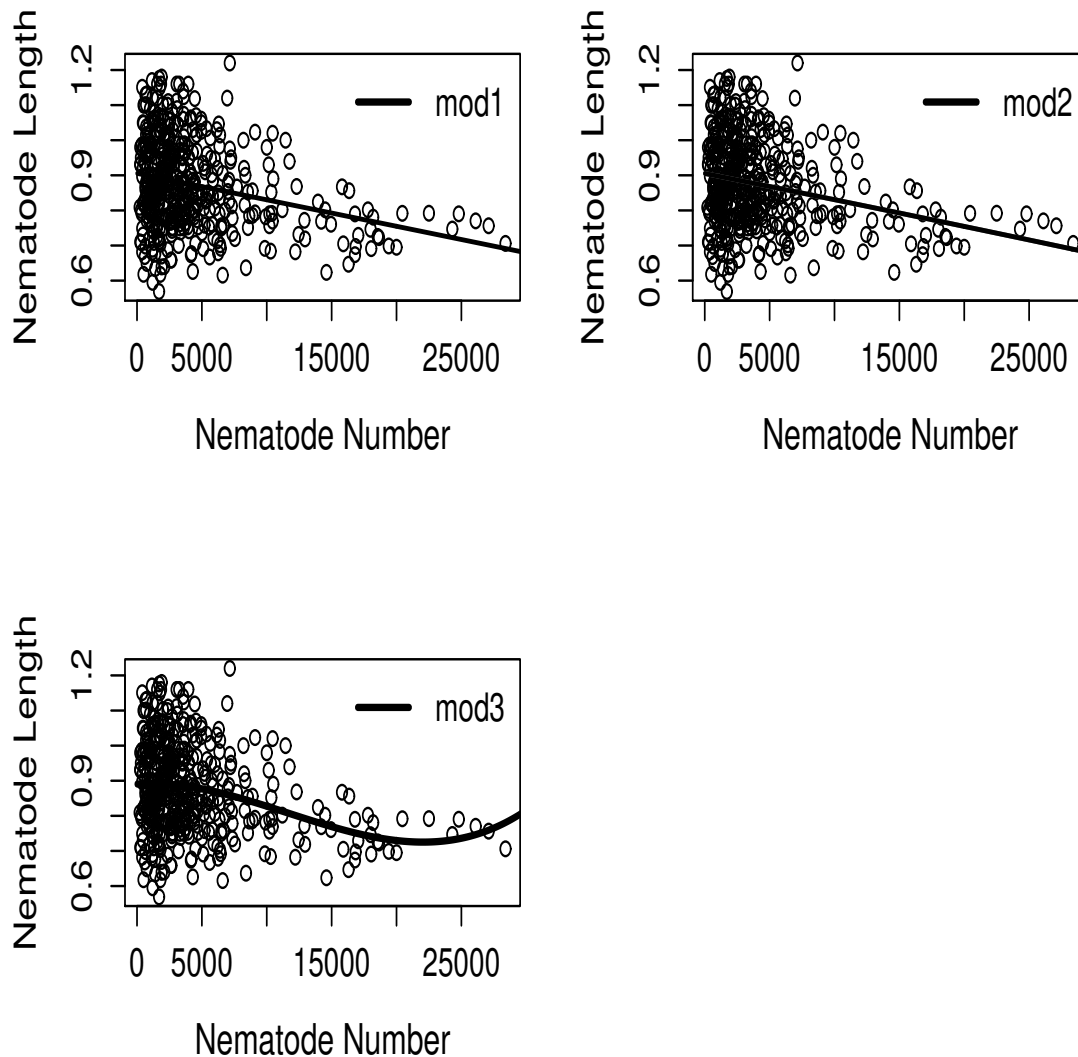 Nematode Length
0.6 0.9 1.2
mod1
0 5000 15000 25000
Nematode Number
Nematode Length
0.6 0.9 1.2
mod2
0 5000 15000 25000
Nematode Number
Nematode Length
0.6 0.9 1.2
mod3
0 5000 15000 25000
Nematode Number